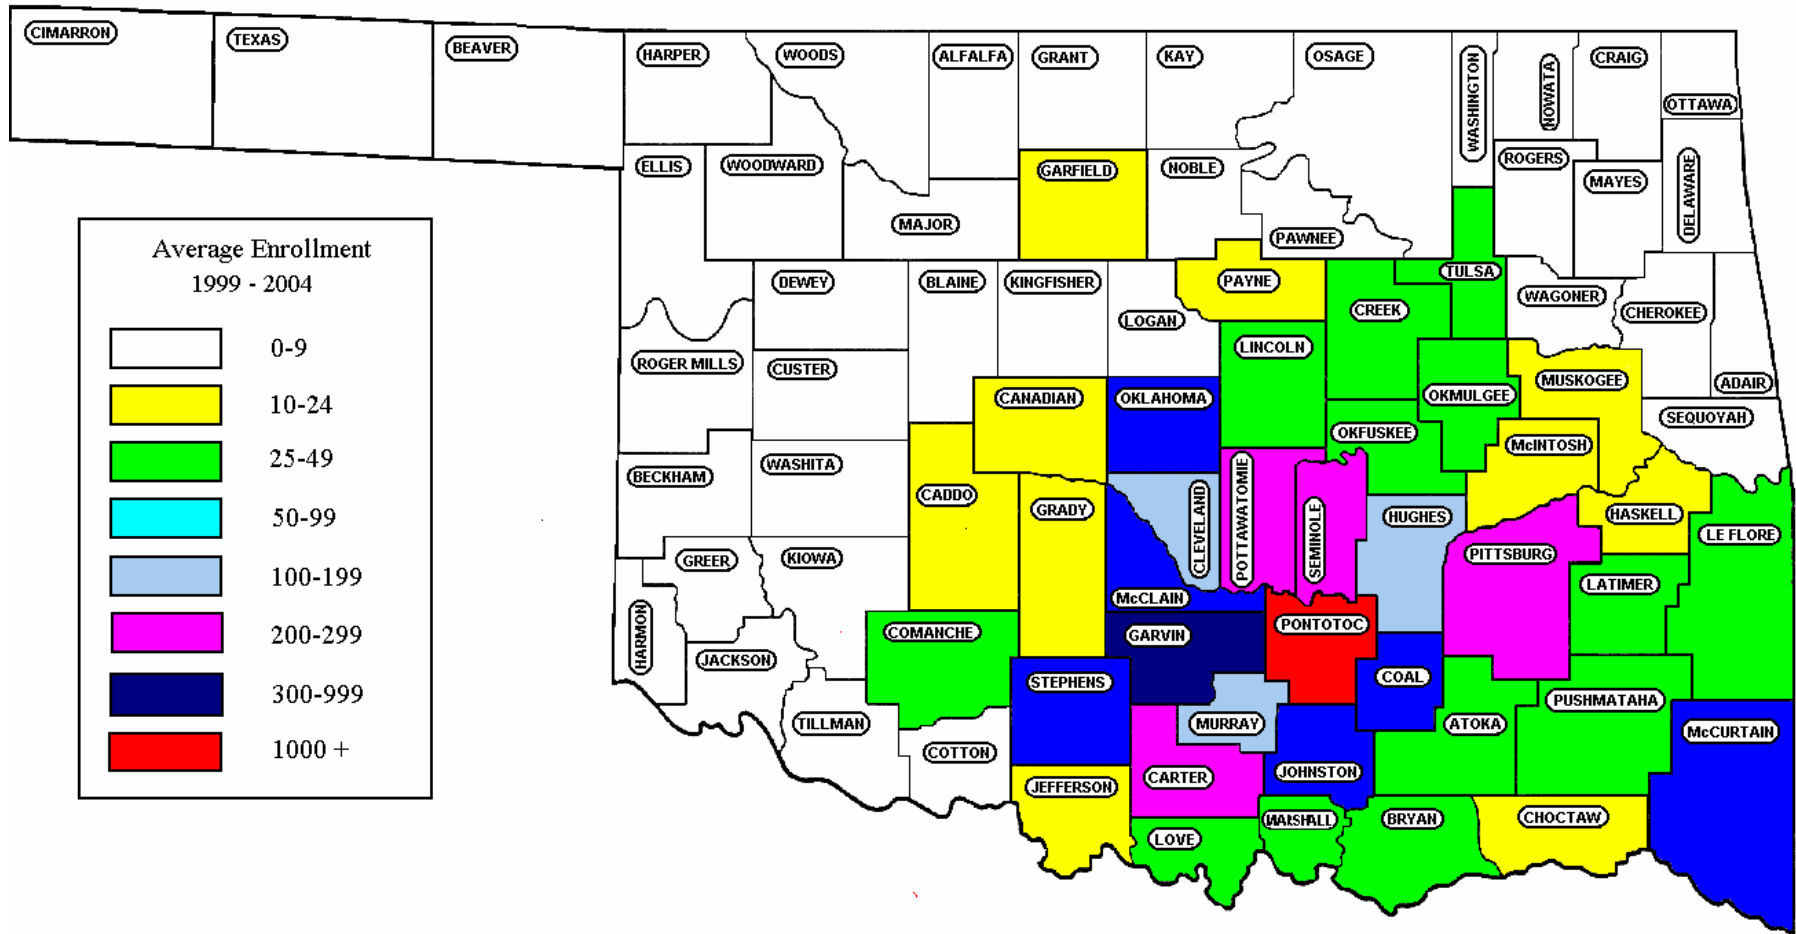 CIMARRON
TEXAS
BEAVER
HARPER
WOODS
ALFALFA
GRANT
KAY
OSAGE
WASHINGTON
NOWATA
CRAIG
OTTAWA
ELLIS
WOODWARD
GARFIELD
NOBLE
ROGERS
MAYES
DELAWARE
MAJOR
PAWNEE
Average Enrollment
1999 - 2004
0-9
10-24
25-49
50-99
100-199
200-299
300-999
1000 +
DEWEY
BLAINE
KINGFISHER
LOGAN
PAYNE
CREEK
TULSA
WAGONER
CHEROKEE
ROGER MILLS
CUSTER
LINCOLN
CANADIAN
OKLAHOMA
OKMULGEE
MUSKOGEE
ADAIR
SEQUOYAH
OKFUSKEE
McINTOSH
BECKHAM
WASHITA
CADDO
GRADY
CLEVELAND
POTTAWATOMIE
SEMINOLE
HUGHES
HASKELL
LE FLORE
GREER
KIOWA
PITTSBURG
LATIMER
McCLAIN
HARMON
JACKSON
COMANCHE
GARVIN
PONTOTOC
STEPHENS
COAL
PUSHMATAHA
TILLMAN
COTTON
MURRAY
ATOKA
McCURTAIN
JEFFERSON
CARTER
JOHNSTON
LOVE
MARSHALL
BRYAN
CHOCTAW